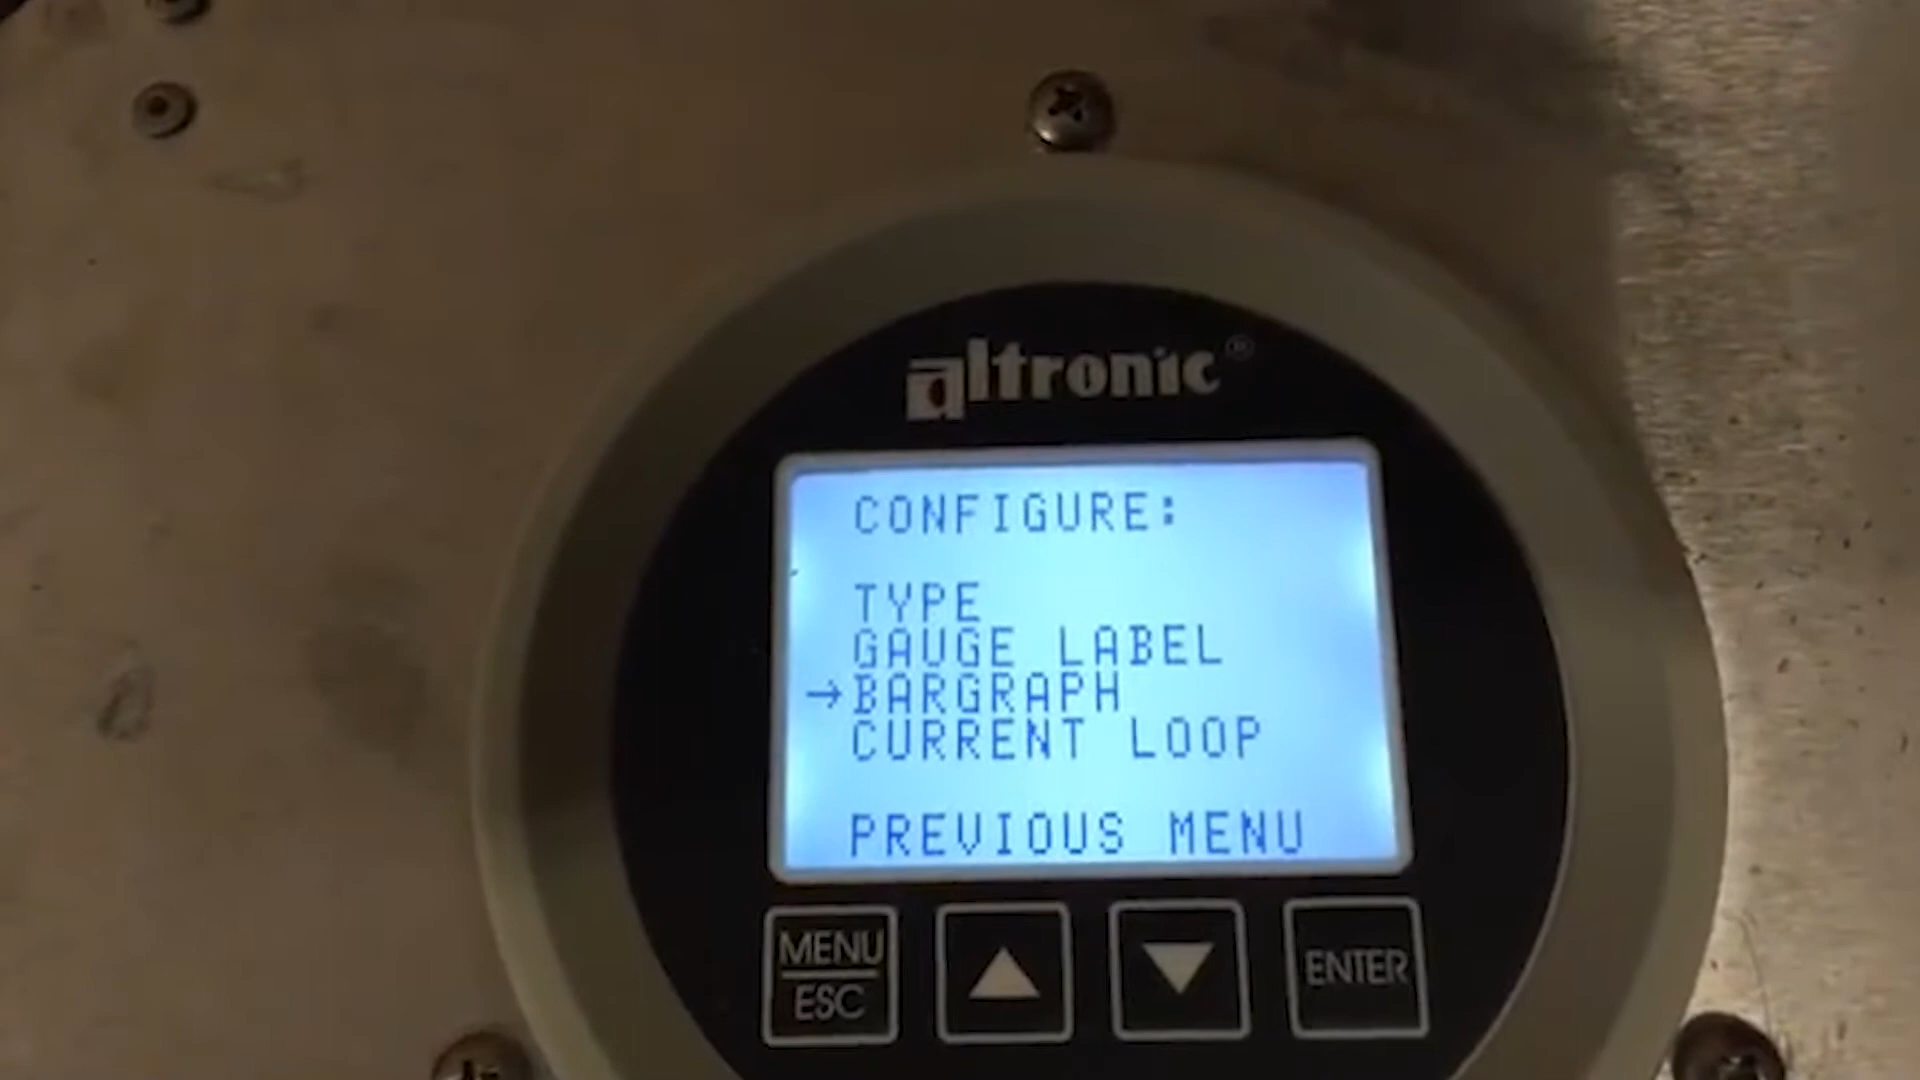 altronic®
CONFIGURE:
TYPE
GAUGE LABEL
→BARGRAPH
CURRENT LOOP
PREVIOUS MENU
MENU
ESC
ENTER